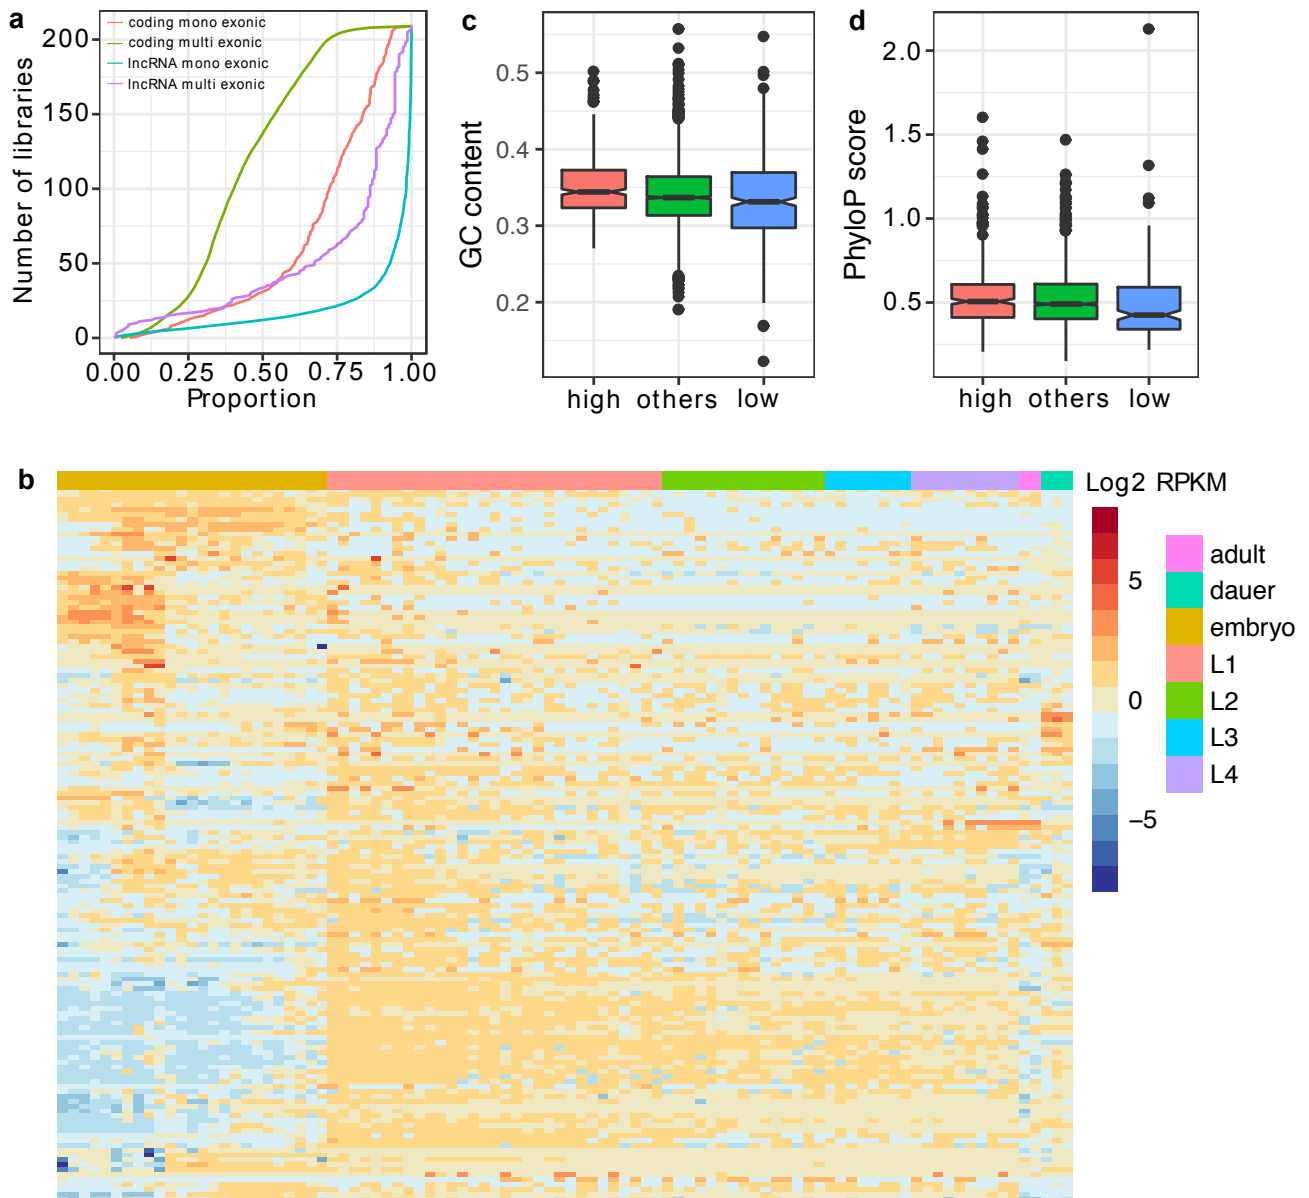 a
coding mono exonic
coding multi exonic
lncRNA mono exonic
lncRNA multi exonic
Number of libraries
200
150
100
50
0
0.00 0.25 0.50 0.75 1.00
Proportion
c
GC content
0.5
0.4
0.3
0.2
high others low
d
PhyloP score
2.0
1.5
1.0
0.5
high others low
b
Log2 RPKM
5
0
−5
adult
dauer
embryo
L1
L2
L3
L4